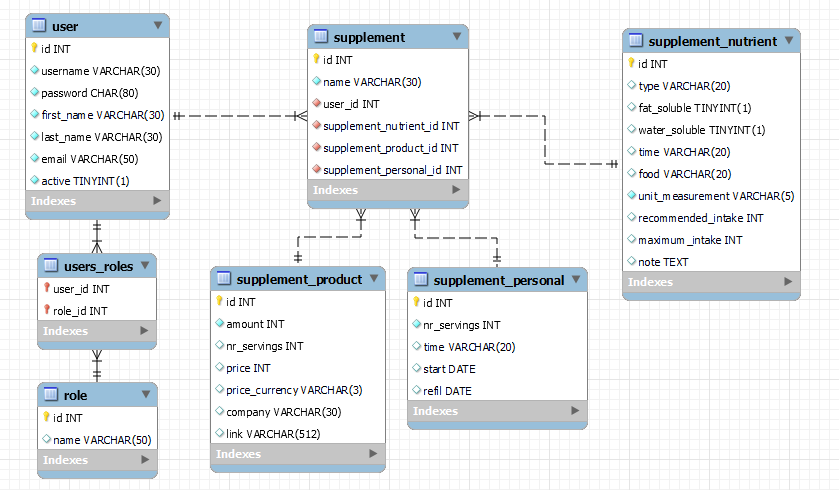 user
id INT
username VARCHAR(30)
password CHAR(80)
first_name VARCHAR(30)
last_name VARCHAR(30)
email VARCHAR(50)
active TINYINT(1)
Indexes
supplement
id INT
name VARCHAR(30)
user_id INT
supplement_nutrient_id INT
supplement_product_id INT
supplement_personal_id INT
Indexes
supplement_nutrient
id INT
type VARCHAR(20)
fat_soluble TINYINT(1)
water_soluble TINYINT(1)
time VARCHAR(20)
food VARCHAR(20)
unit_measurement VARCHAR(5)
recommended_intake INT
maximum_intake INT
note TEXT
Indexes
users_roles
user_id INT
role_id INT
Indexes
supplement_product
id INT
amount INT
nr_servings INT
price INT
price_currency VARCHAR(3)
company VARCHAR(30)
link VARCHAR(512)
Indexes
supplement_personal
id INT
nr_servings INT
time VARCHAR(20)
start DATE
refil DATE
Indexes
role
id INT
name VARCHAR(50)
Indexes